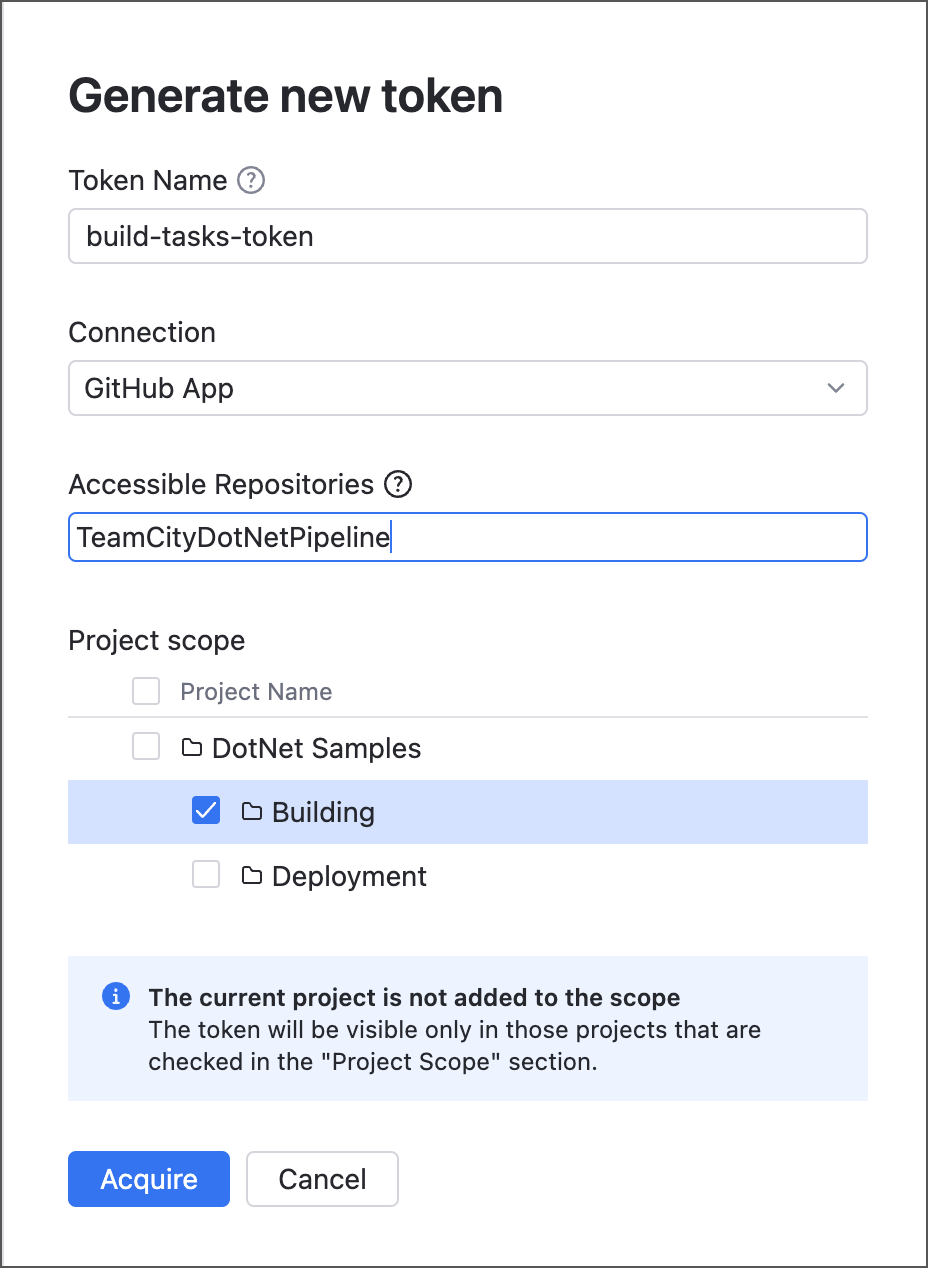 Generate new token
Token Name
build-tasks-token
Connection
GitHub App
Accessible Repositories
TeamCityDotNetPipeline
Project scope
Project Name
DotNet Samples
Building
Deployment
The current project is not added to the scope
The token will be visible only in those projects that are
checked in the "Project Scope" section.
Acquire Cancel